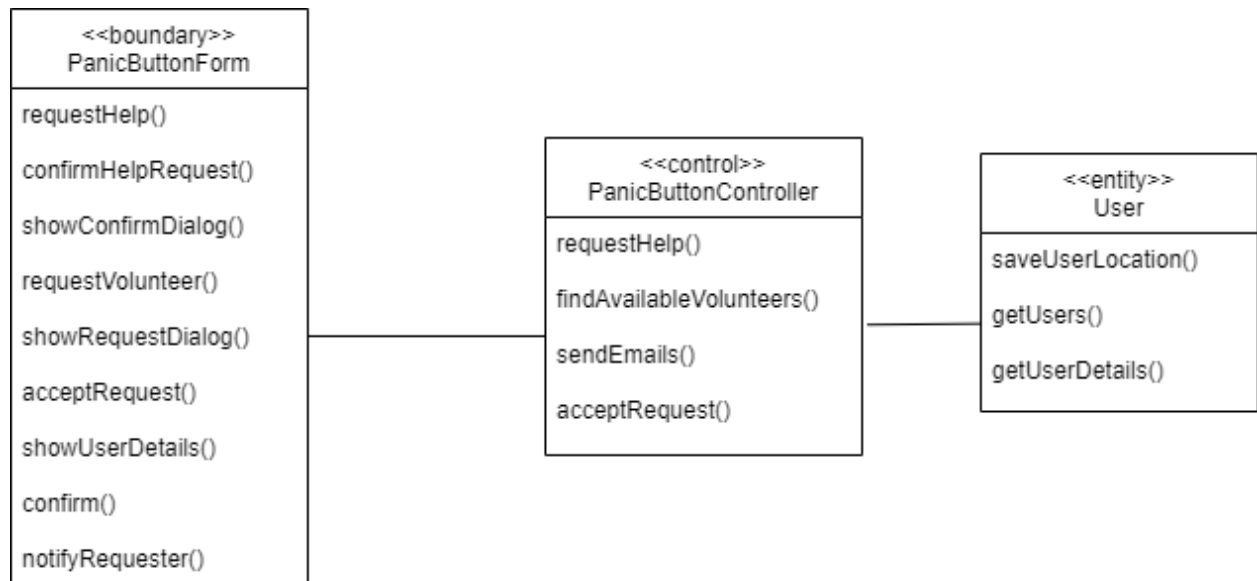 <<boundary>>
PanicButtonForm
requestHelp()
confirmHelpRequest()
showConfirmDialog()
requestVolunteer()
showRequestDialog()
acceptRequest()
showUserDetails()
confirm()
notifyRequester()
<<control>>
PanicButtonController
requestHelp()
findAvailableVolunteers()
sendEmails()
acceptRequest()
<<entity>>
User
saveUserLocation()
getUsers()
getUserDetails()